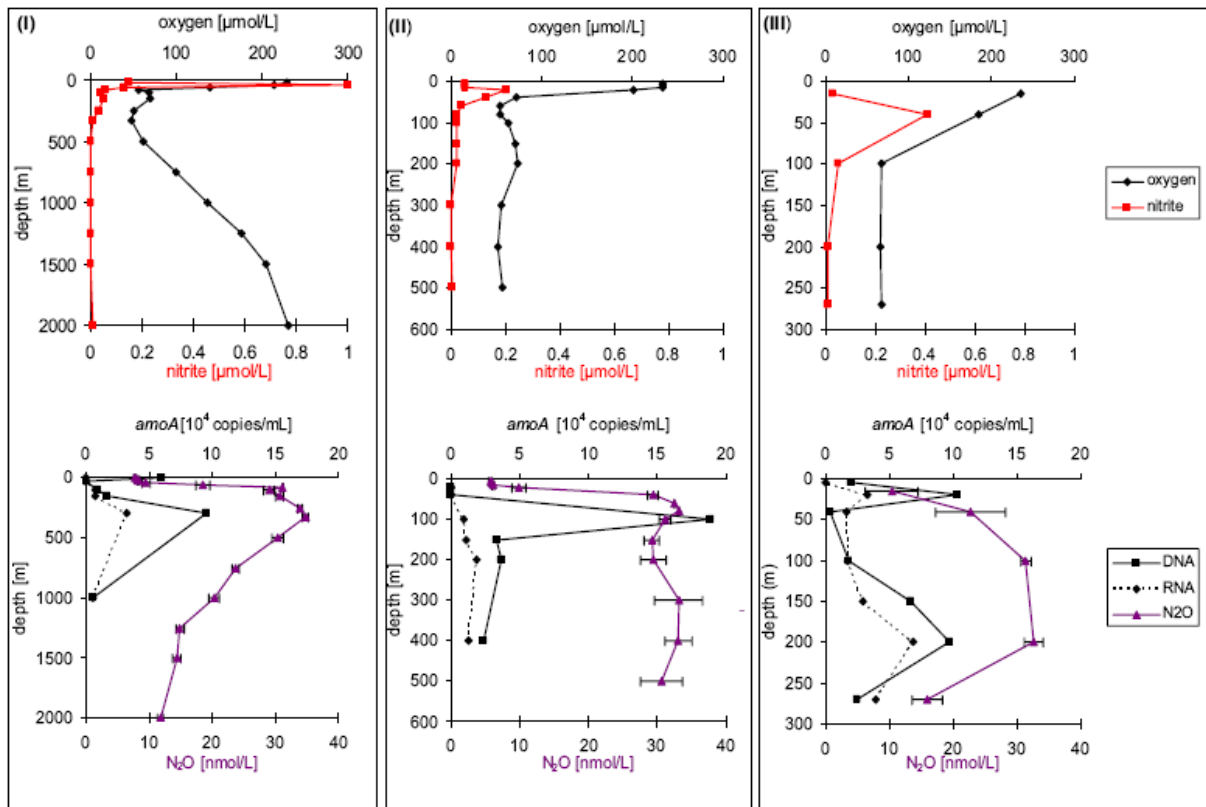 (I)
oxygen [µmol/L]
0 100 200 300
0
500
1000
1500
2000
depth [m]
0 0.2 0.4 0.6 0.8 1
nitrite [µmol/L]
(II)
oxygen [µmol/L]
0 100 200 300
0
100
200
300
400
500
600
depth [m]
0 0.2 0.4 0.6 0.8 1
nitrite [µmol/L]
(III)
oxygen [µmol/L]
0 100 200 300
0
50
100
150
200
250
300
depth [m]
0 0.2 0.4 0.6 0.8 1
nitrite [µmol/L]
oxygen
nitrite
amoA[10⁴ copies/mL]
0 5 10 15 20
0
500
1000
1500
2000
depth [m]
0 10 20 30 40
N₂O [nmol/L]
amoA [10⁴ copies/mL]
0 5 10 15 20
0
100
200
300
400
500
600
depth [m]
0 10 20 30 40
N₂O [nmol/L]
amoA[10⁴ copies/mL]
0 5 10 15 20
0
50
100
150
200
250
300
depth (m)
0 10 20 30 40
N₂O [nmol/L]
DNA
RNA
N2O